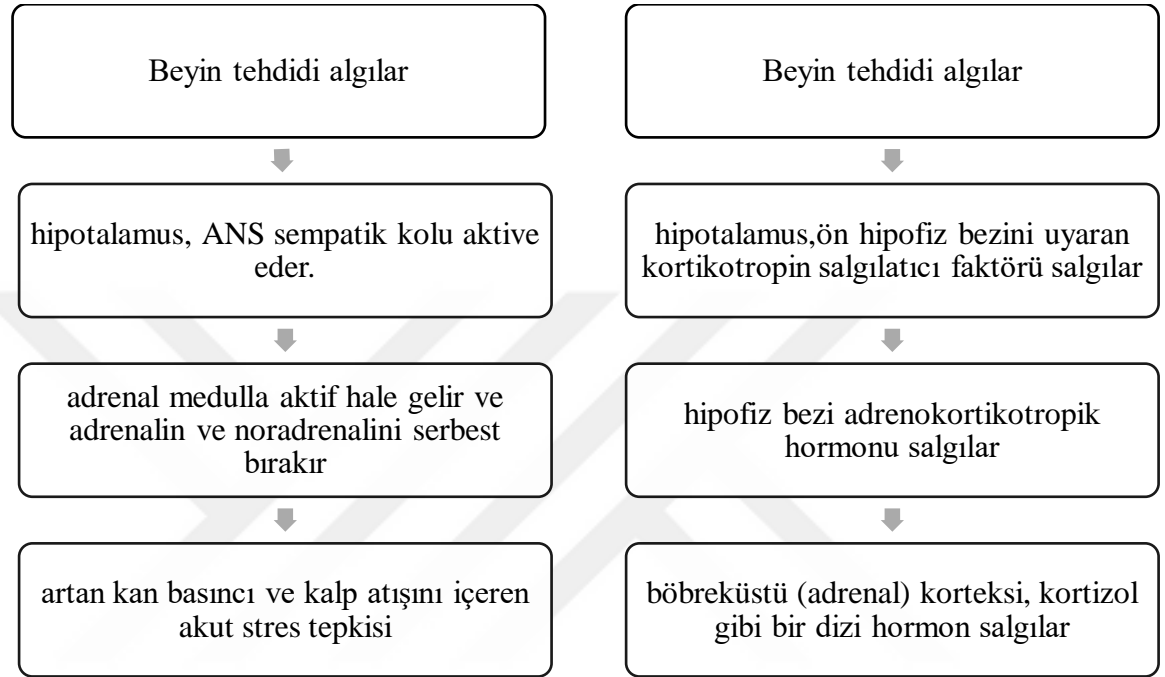 Beyin tehdidi algılar
hipotalamus, ANS sempatik kolu aktive
eder.
adrenal medulla aktif hale gelir ve
adrenalin ve noradrenalini serbest
bırakır
artan kan basıncı ve kalp atışını içeren
akut stres tepkisi
Beyin tehdidi algılar
hipotalamus,ön hipofiz bezini uyaran
kortikotropin salgılatıcı faktörü salgılar
hipofiz bezi adrenokortikotropik
hormonu salgılar
böbreküstü (adrenal) korteksi, kortizol
gibi bir dizi hormon salgılar